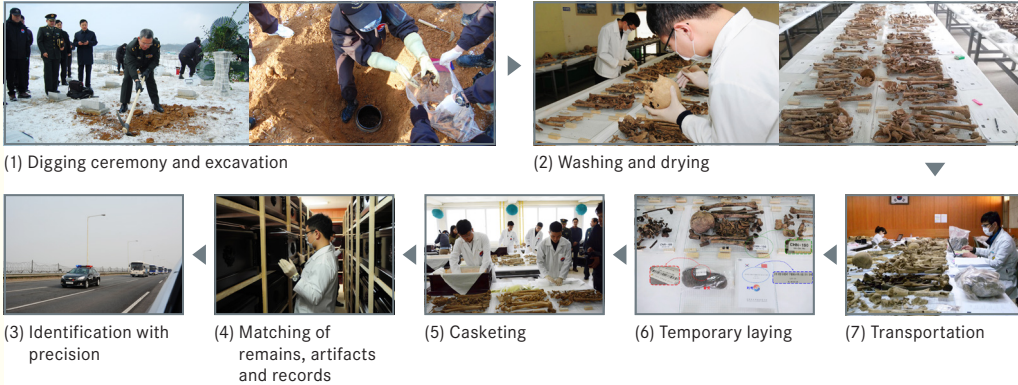 (1) Digging ceremony and excavation
(2) Washing and drying
(3) Identification with
precision
(4) Matching of
remains, artifacts
and records
(5) Casketing
(6) Temporary laying
(7) Transportation